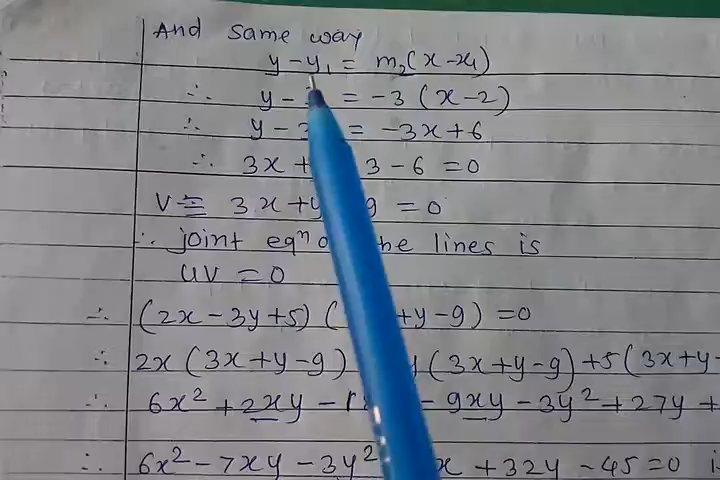 And same way
y - y₁ = m₂(x - x₁)
∴ y - = -3 (x - 2)
∴ y - 3 = -3x + 6
∴ 3x + 3 - 6 = 0
V ≡ 3x + y 9 = 0
∴ joint eqⁿ o he lines is
UV = 0
∴ (2x - 3y + 5) ( + y - 9) = 0
∴ 2x (3x + y - 9) (3x + y - 9) + 5 (3x + y -
∴ 6x² + 2xy - - 9xy - 3y² + 27y +
∴ 6x² - 7xy - 3y² x + 32y - 45 = 0